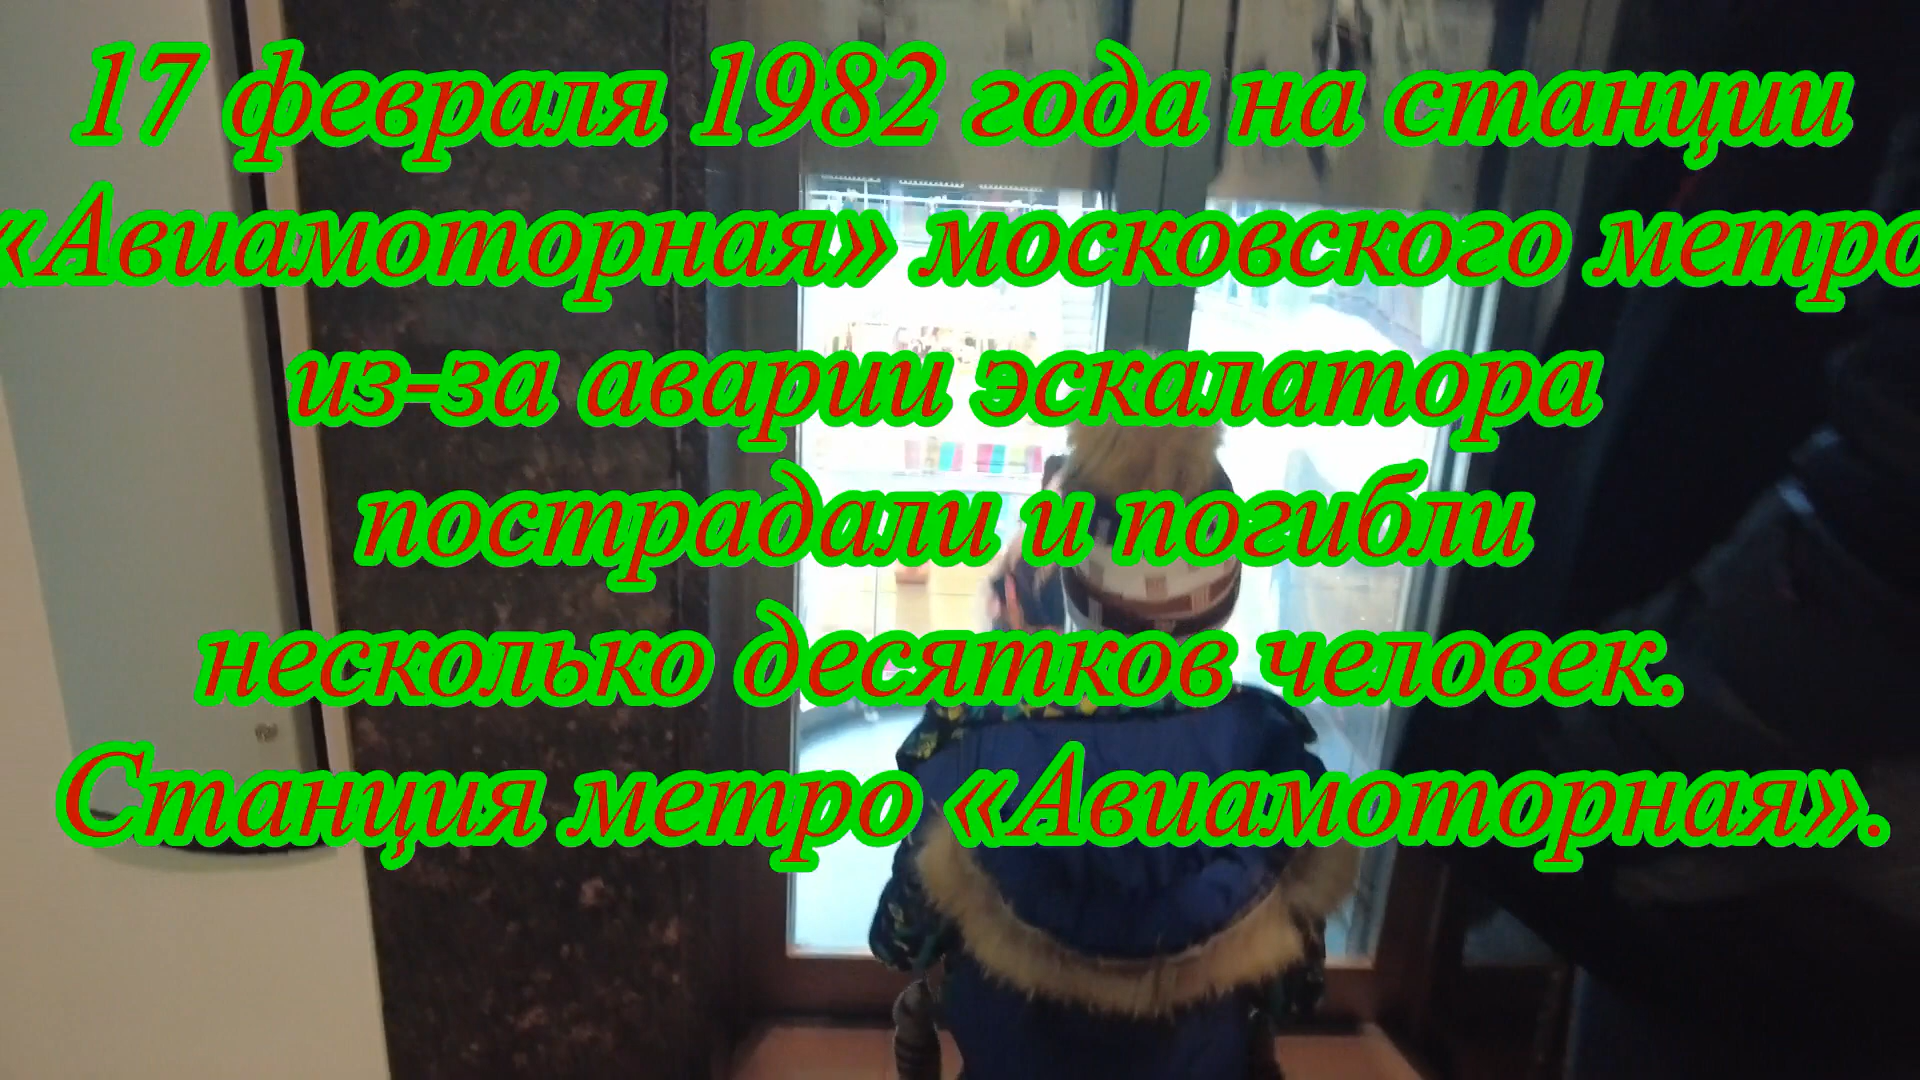 17 февраля 1982 года на станции
«Авиамоторная» московского метро
из-за аварии эскалатора
пострадали и погибли
несколько десятков человек.
Станция метро «Авиамоторная».